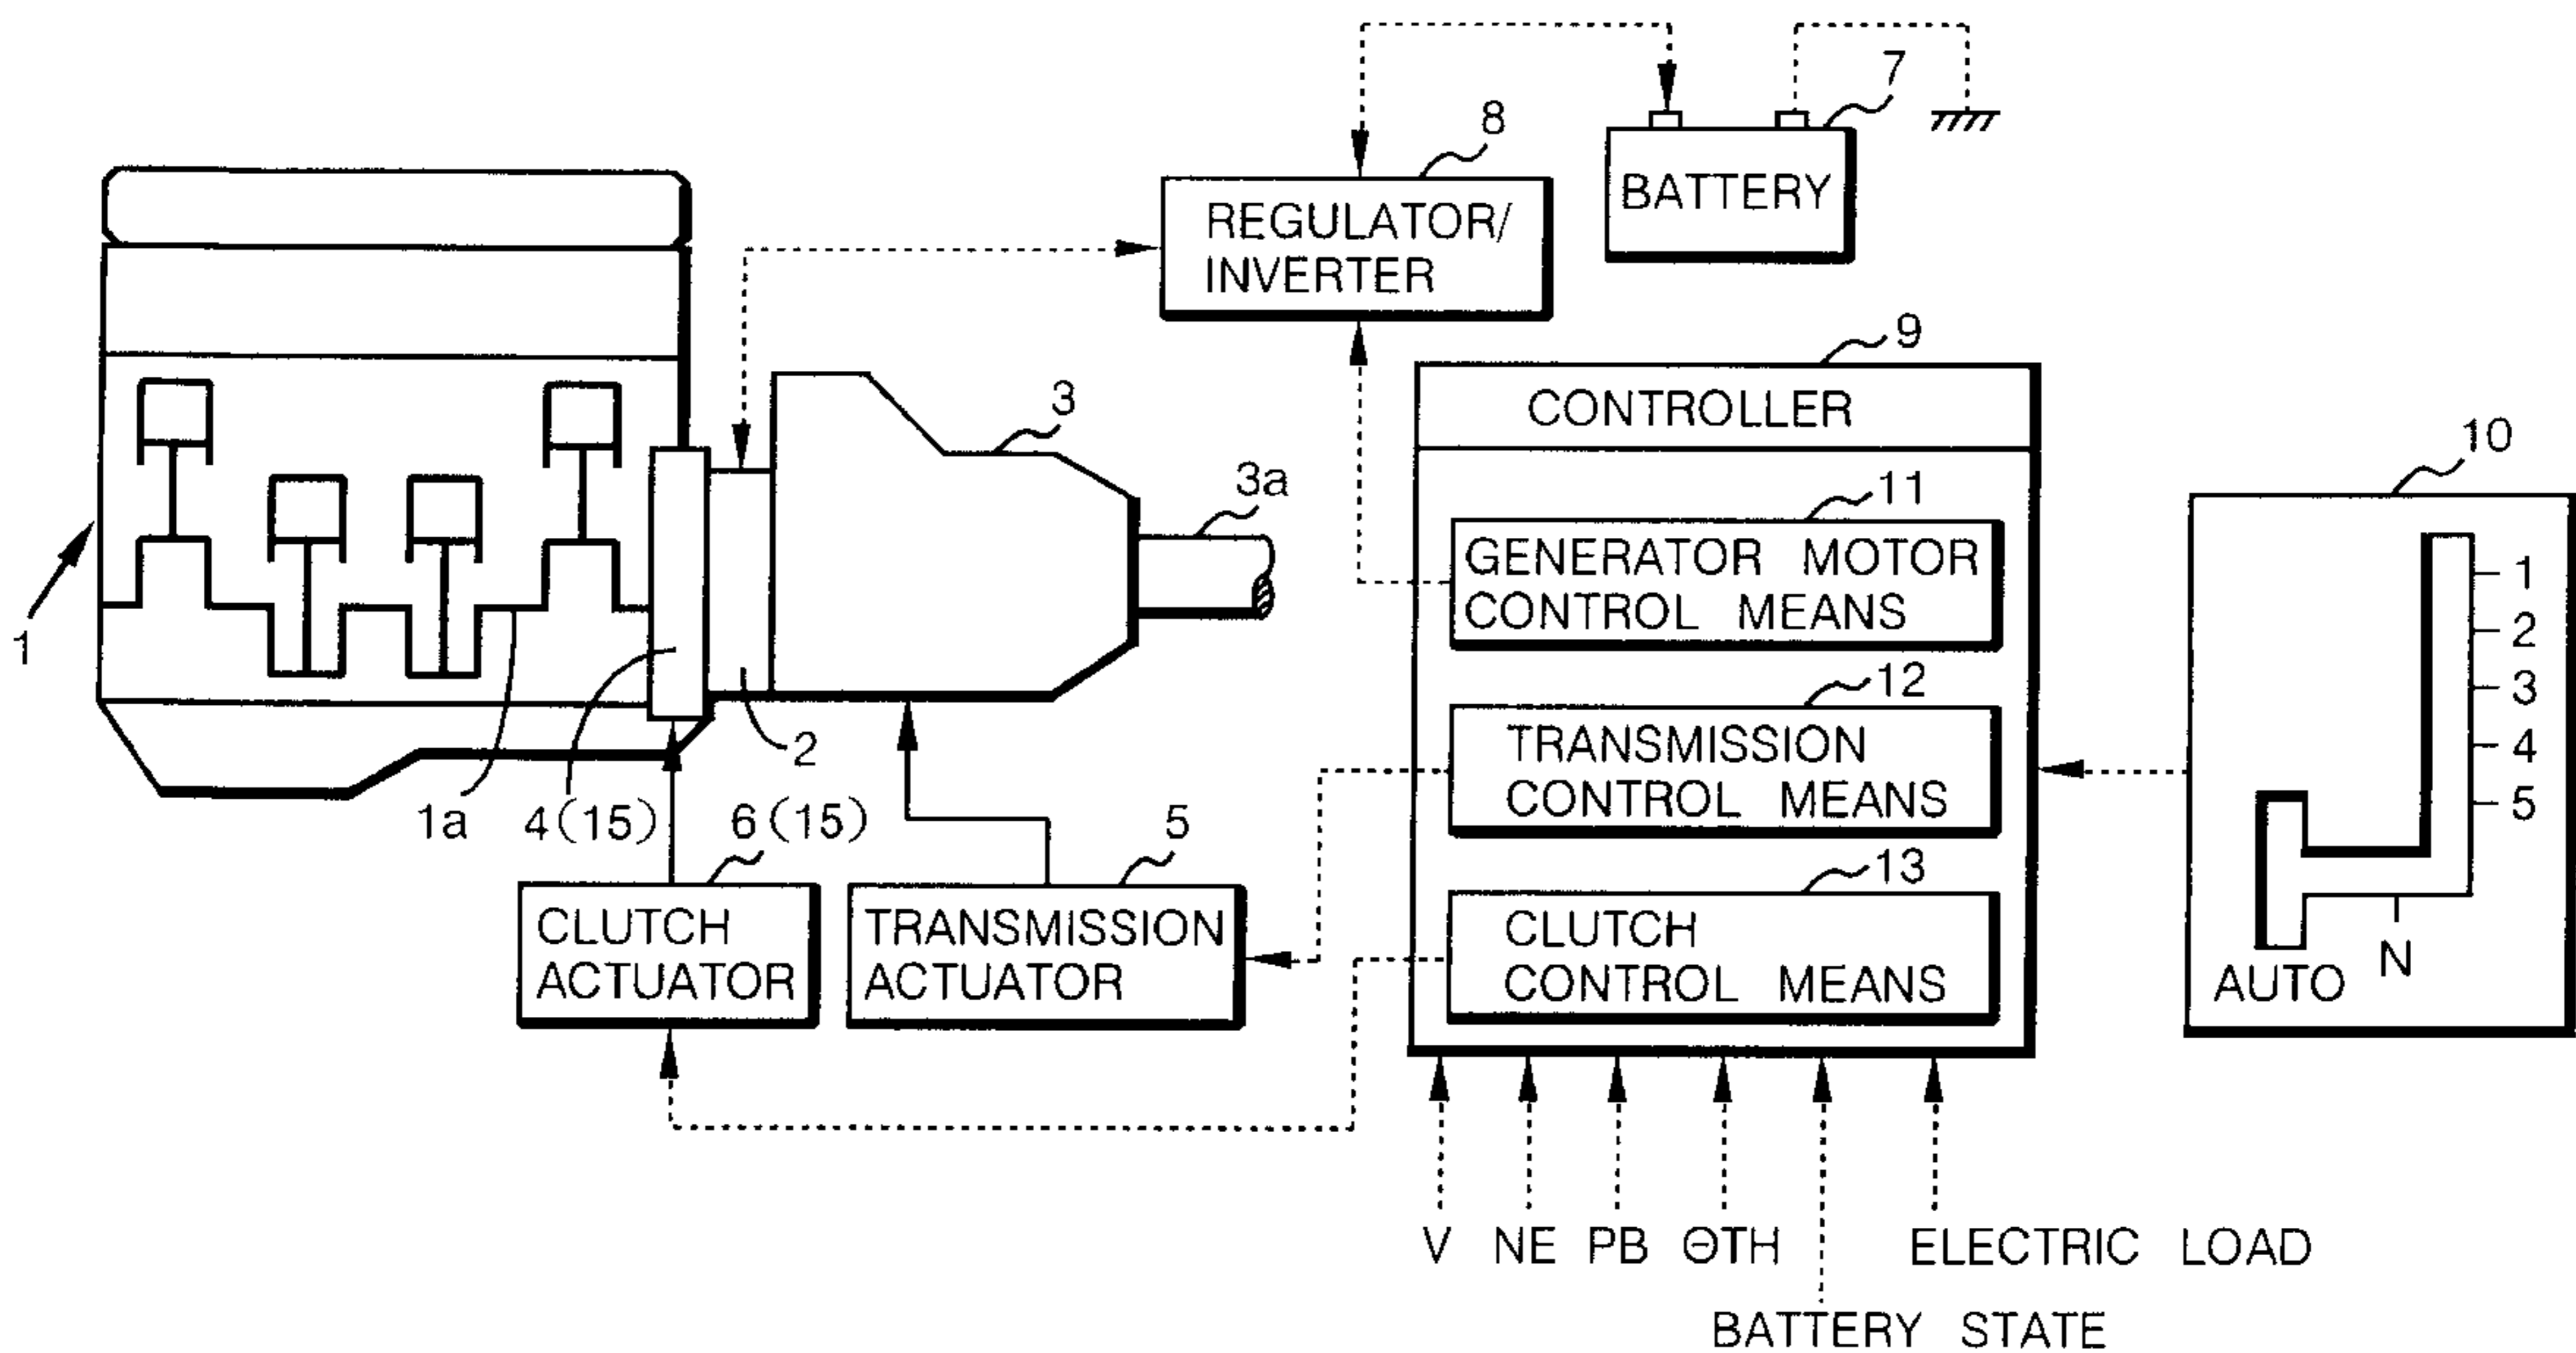 7
BATTERY
8
REGULATOR/
INVERTER
9
CONTROLLER
3
3a
10
11
GENERATOR MOTOR
CONTROL MEANS
1
2
3
4
5
N
AUTO
12
TRANSMISSION
CONTROL MEANS
13
CLUTCH
CONTROL MEANS
1
2
1a
4(15)
6(15)
5
CLUTCH
ACTUATOR
TRANSMISSION
ACTUATOR
V NE PB ΘTH ELECTRIC LOAD
BATTERY STATE